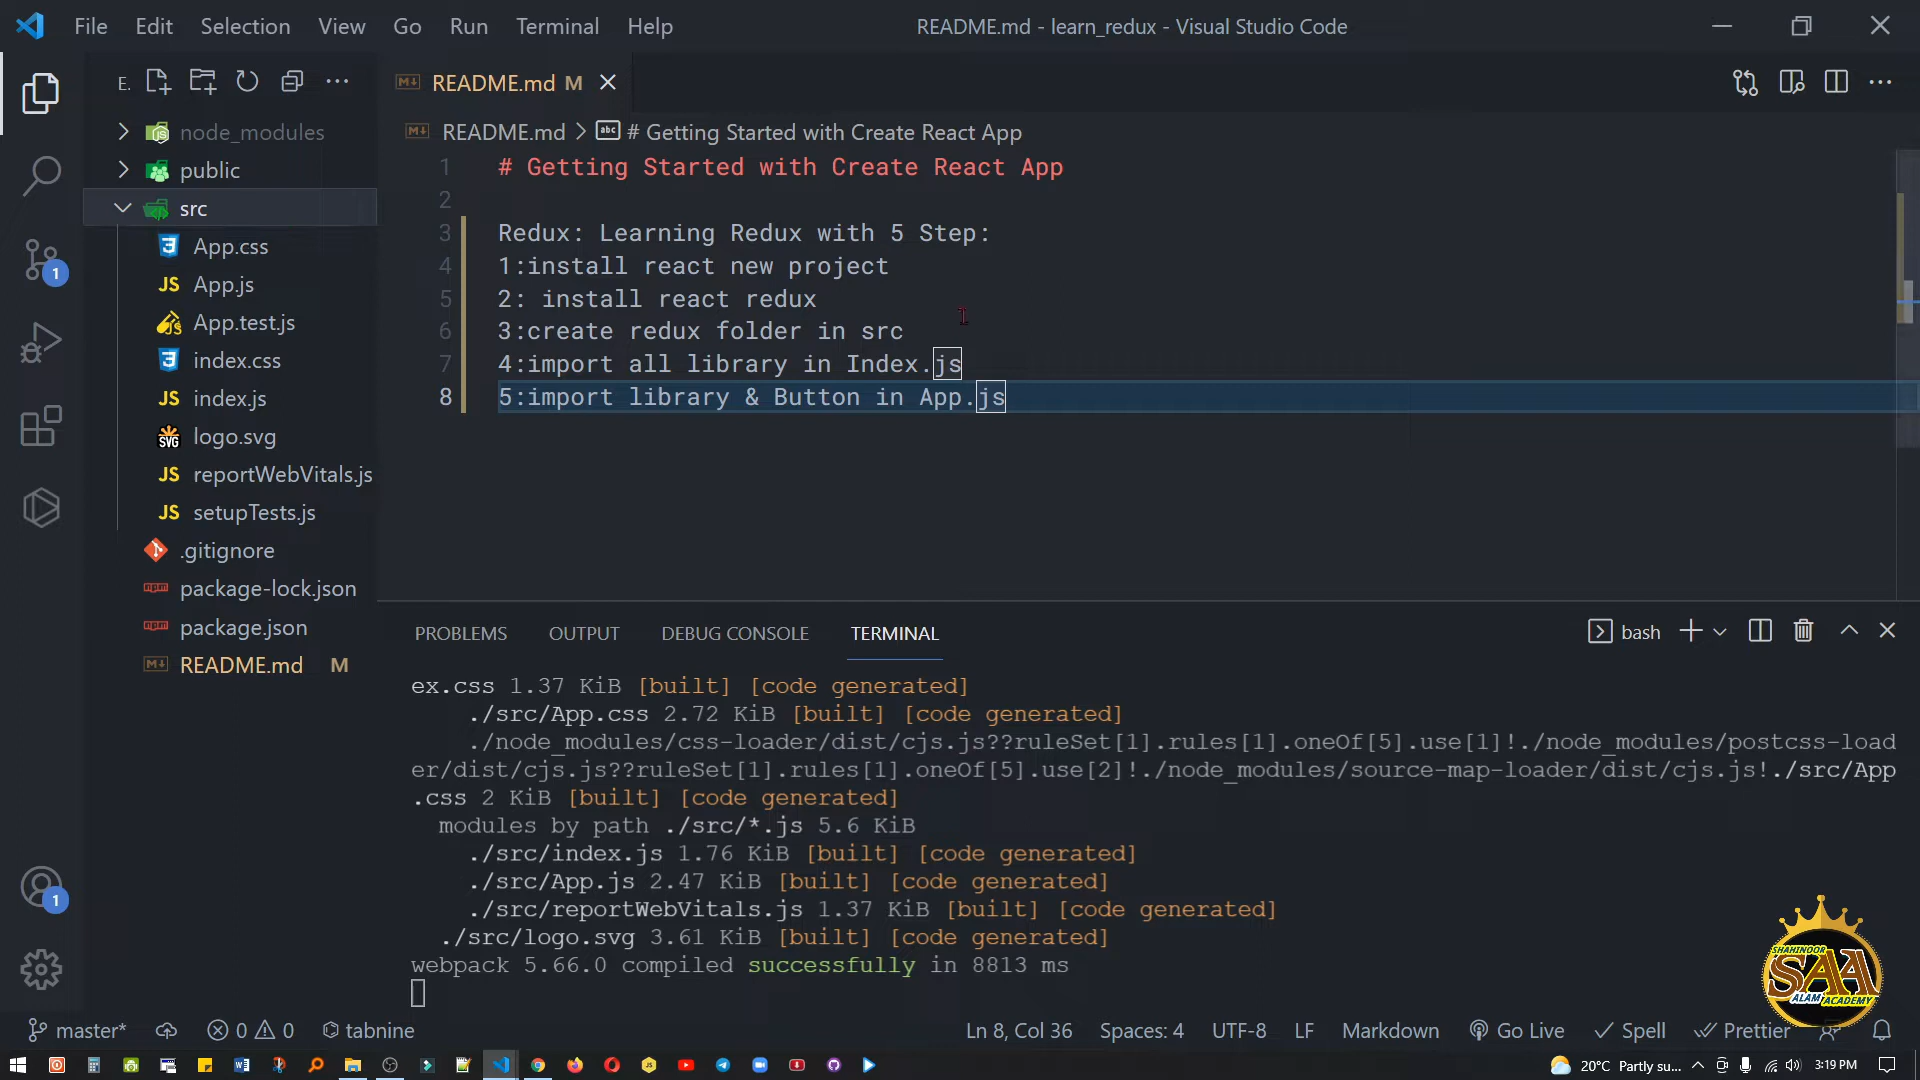 File Edit Selection View Go Run Terminal Help README.md - learn_redux - Visual Studio Code
E.
README.md M
node_modules
public
src
App.css
App.js
App.test.js
index.css
index.js
logo.svg
reportWebVitals.js
setupTests.js
.gitignore
package-lock.json
package.json
README.md M
README.md > # Getting Started with Create React App
1 # Getting Started with Create React App
2
3 Redux: Learning Redux with 5 Step:
4 1:install react new project
5 2: install react redux
6 3:create redux folder in src
7 4:import all library in Index.js
8 5:import library & Button in App.js
PROBLEMS OUTPUT DEBUG CONSOLE TERMINAL bash
ex.css 1.37 KiB [built] [code generated]
./src/App.css 2.72 KiB [built] [code generated]
./node_modules/css-loader/dist/cjs.js??ruleSet[1].rules[1].oneOf[5].use[1]!./node_modules/postcss-load
er/dist/cjs.js??ruleSet[1].rules[1].oneOf[5].use[2]!./node_modules/source-map-loader/dist/cjs.js!./src/App
.css 2 KiB [built] [code generated]
modules by path ./src/*.js 5.6 KiB
./src/index.js 1.76 KiB [built] [code generated]
./src/App.js 2.47 KiB [built] [code generated]
./src/reportWebVitals.js 1.37 KiB [built] [code generated]
./src/logo.svg 3.61 KiB [built] [code generated]
webpack 5.66.0 compiled successfully in 8813 ms
SHAHINOOR
SAA
ALAM ACADEMY
master* 0 0 tabnine Ln 8, Col 36 Spaces: 4 UTF-8 LF Markdown Go Live Spell Prettier
20°C Partly su... 3:19 PM